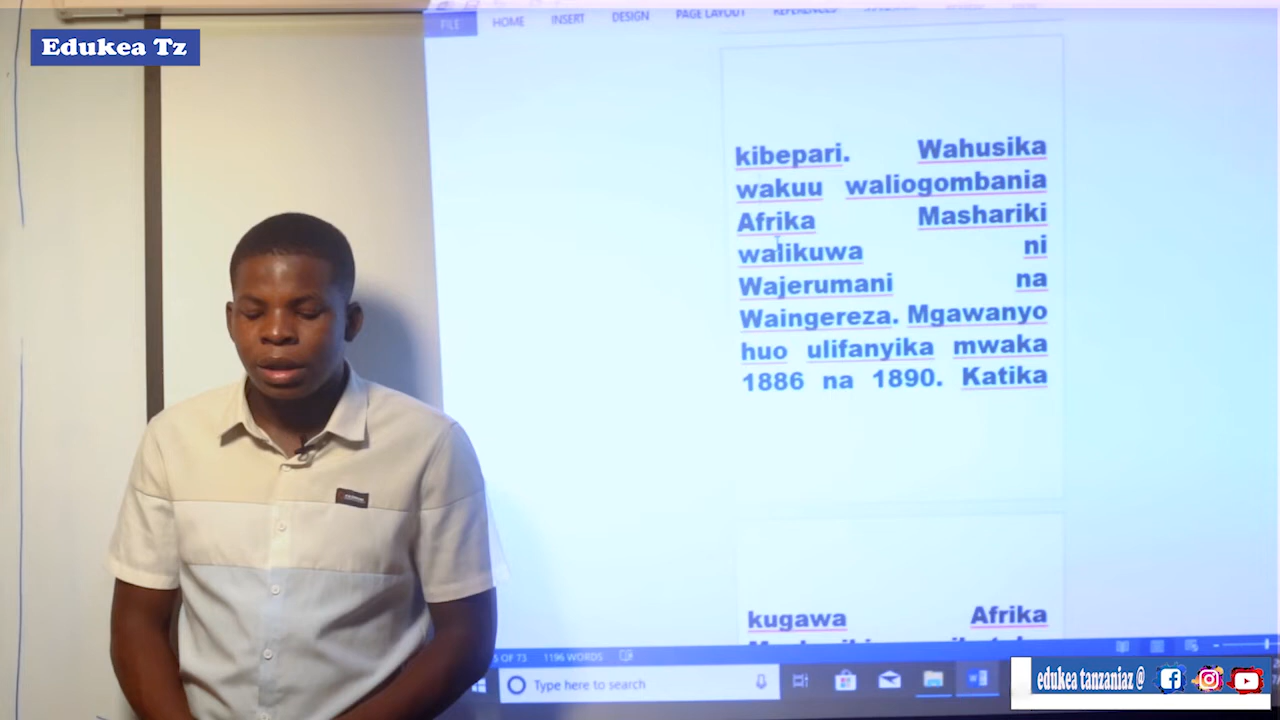 Edukea Tz
FILE HOME INSERT DESIGN PAGE LAYOUT REFERENCES
kibepari. Wahusika
wakuu waliogombania
Afrika Mashariki
walikuwa ni
Wajerumani na
Waingereza. Mgawanyo
huo ulifanyika mwaka
1886 na 1890. Katika
kugawa Afrika
OF 73 1196 WORDS
Type here to search
edukea tanzaniaz @